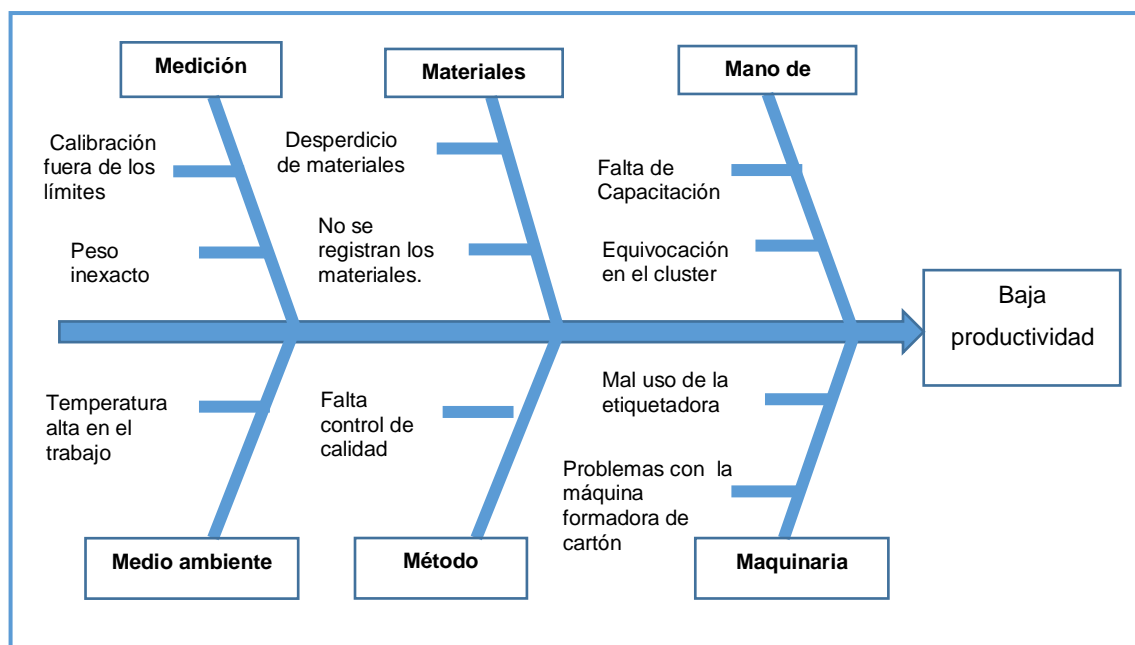 Medición
Materiales
Mano de
Calibración
fuera de los
límites
Peso
inexacto
Desperdicio
de materiales
No se
registran los
materiales.
Falta de
Capacitación
Equivocación
en el cluster
Baja
productividad
Temperatura
alta en el
trabajo
Falta
control de
calidad
Mal uso de la
etiquetadora
Problemas con la
máquina
formadora de
cartón
Medio ambiente
Método
Maquinaria